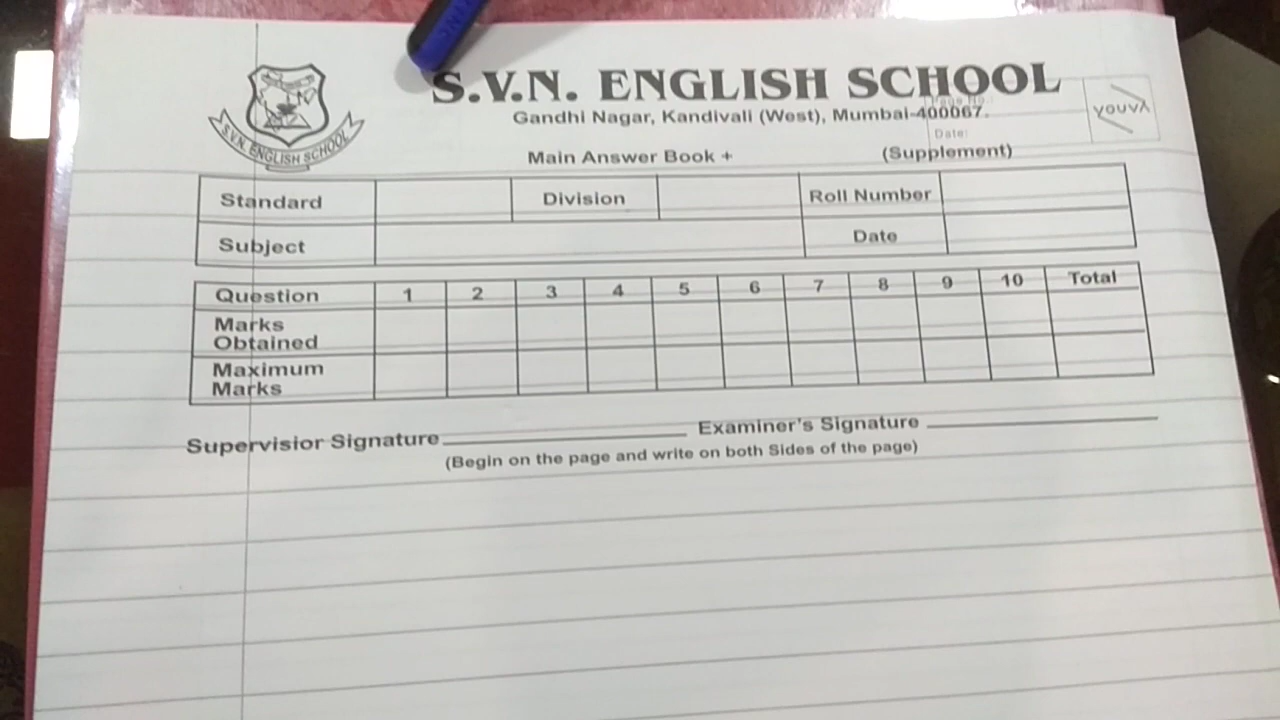 S.V.N. ENGLISH SCHOOL
S.V.N. ENGLISH SCHOOL
Gandhi Nagar, Kandivali (West), Mumbai-400067.
Page No.:
youva
Date:
Main Answer Book + (Supplement)
Standard Division Roll Number
Subject Date
Question 1 2 3 4 5 6 7 8 9 10 Total
Marks
Obtained
Maximum
Marks
Supervisior Signature Examiner's Signature
(Begin on the page and write on both Sides of the page)